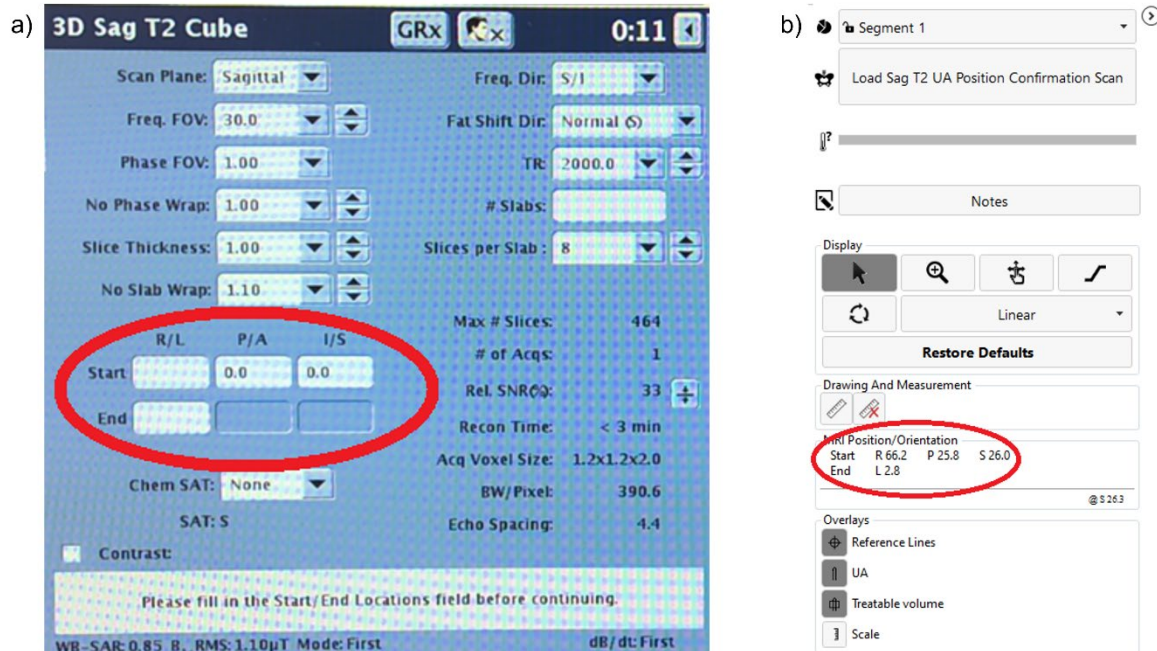 a)
3D Sag T2 Cube GRx x 0:11
Scan Plane: Sagittal Freq. Dir: S/I
Freq. FOV: 30.0 Fat Shift Dir: Normal (S)
Phase FOV: 1.00 TR: 2000.0
No Phase Wrap: 1.00 # Slabs:
Slice Thickness: 1.00 Slices per Slab : 8
No Slab Wrap: 1.10
Max # Slices: 464
R/L P/A I/S
# of Acqs: 1
Start 0.0 0.0
Rel. SNR(%): 33
End
Recon Time: < 3 min
Acq Voxel Size: 1.2x1.2x2.0
Chem SAT: None
BW/Pixel: 390.6
SAT: S
Echo Spacing: 4.4
Contrast:
Please fill in the Start/End Locations field before continuing.
WB-SAR: 0.85 B, RMS: 1.10µT Mode: First dB/dt: First
b)
Segment 1
Load Sag T2 UA Position Confirmation Scan
?
Notes
Display
Linear
Restore Defaults
Drawing And Measurement
MRI Position/Orientation
Start R 66.2 P 25.8 S 26.0
End L 2.8
@ S 26.3
Overlays
Reference Lines
UA
Treatable volume
Scale